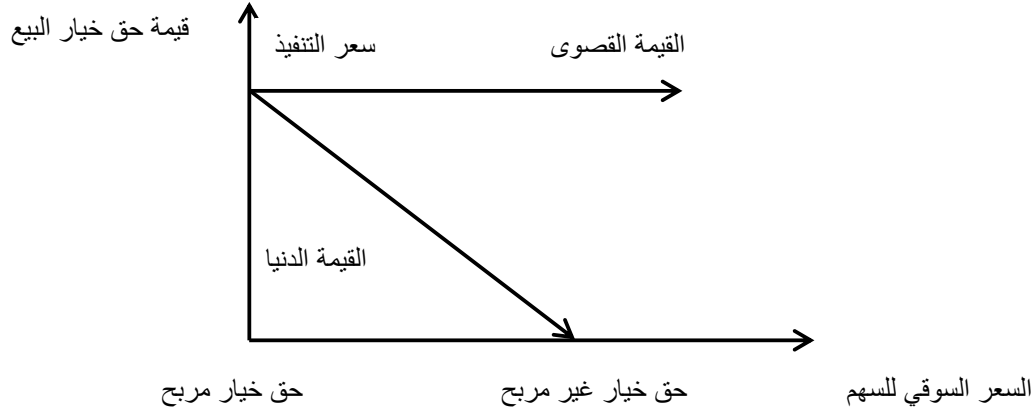 قيمة حق خيار البيع
سعر التنفيذ
القيمة القصوى
القيمة الدنيا
حق خيار مربح
حق خيار غير مربح
السعر السوقي للسهم